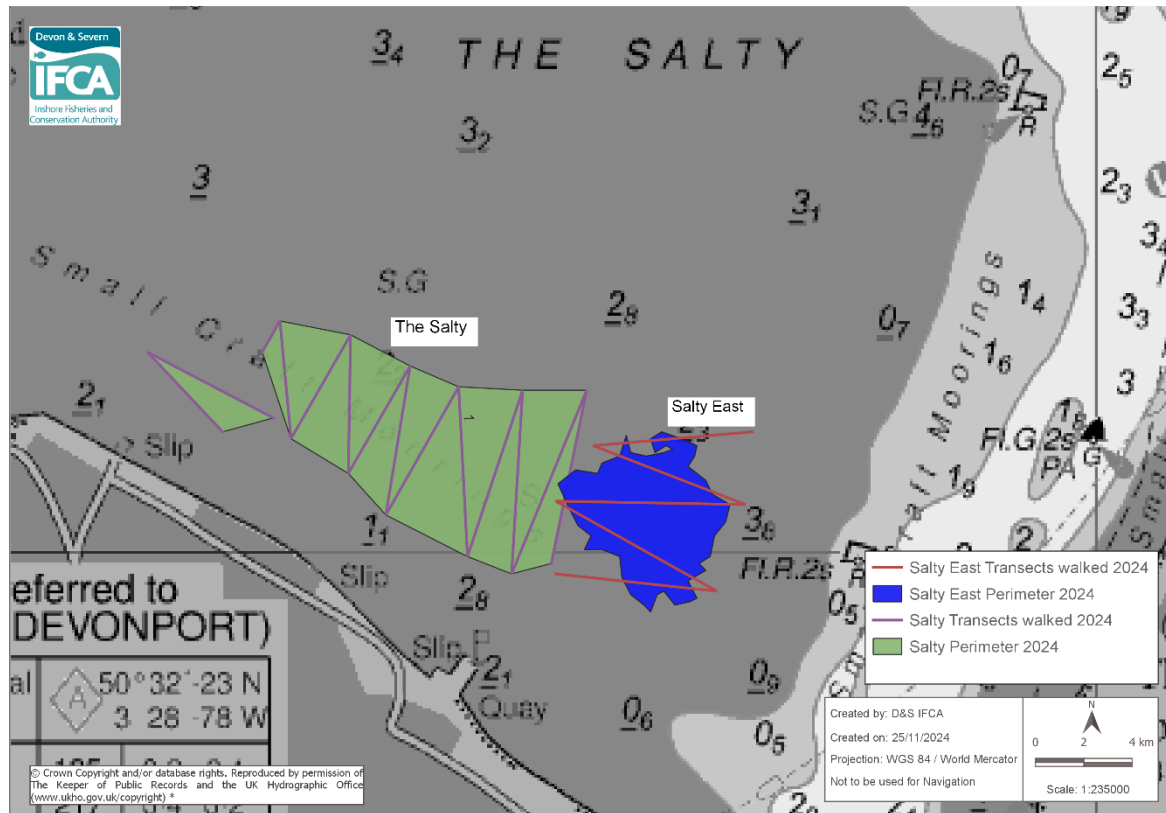 Devon & Severn
IFCA
Inshore Fisheries and
Conservation Authority
THE SALTY
3₄
0₇
2₅
Fl.R.2s
S.G.4₆
R
3₂
3
3₁
2₃
3₄
Small
S.G
2₈
0₇
1₄
3₃
The Salty
1₆
3
Small Craft Moorings
2₁
Salty East
1₈
Fl.G.2s
PA
G
Slip
1₉
3₈
1₁
Slip
Fl.R.2s
R
2
eferred to
DEVONPORT)
2₈
0₅
Slip
2₁
Quay
0₉
0₆
0₅
al
A
50°32'·23 N
3 28 ·78 W
Salty East Transects walked 2024
Salty East Perimeter 2024
Salty Transects walked 2024
Salty Perimeter 2024
Created by: D&S IFCA
Created on: 25/11/2024
Projection: WGS 84 / World Mercator
Not to be used for Navigation
N
0 2 4 km
Scale: 1:235000
© Crown Copyright and/or database rights. Reproduced by permission of
The Keeper of Public Records and the UK Hydrographic Office
(www.ukho.gov.uk/copyright) *